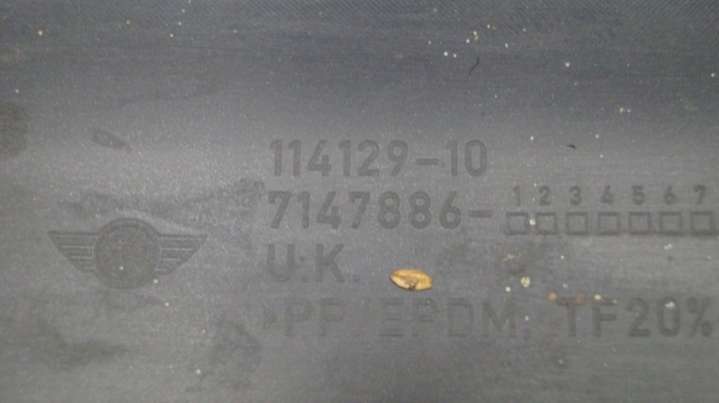 114129-10
1 2 3 4 5 6 7
7147886-
U.K.
>PP/EPDM, TF20%